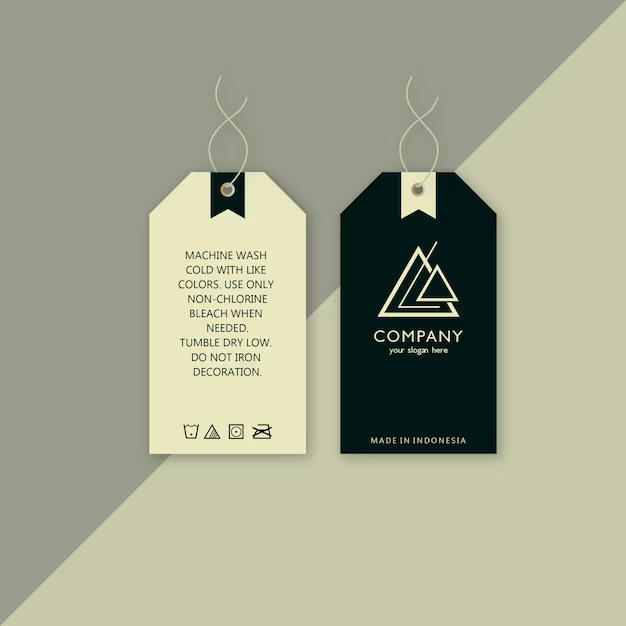 MACHINE WASH
COLD WITH LIKE
COLORS. USE ONLY
NON-CHLORINE
BLEACH WHEN
NEEDED.
TUMBLE DRY LOW.
DO NOT IRON
DECORATION.
COMPANY
your slogan here
MADE IN INDONESIA